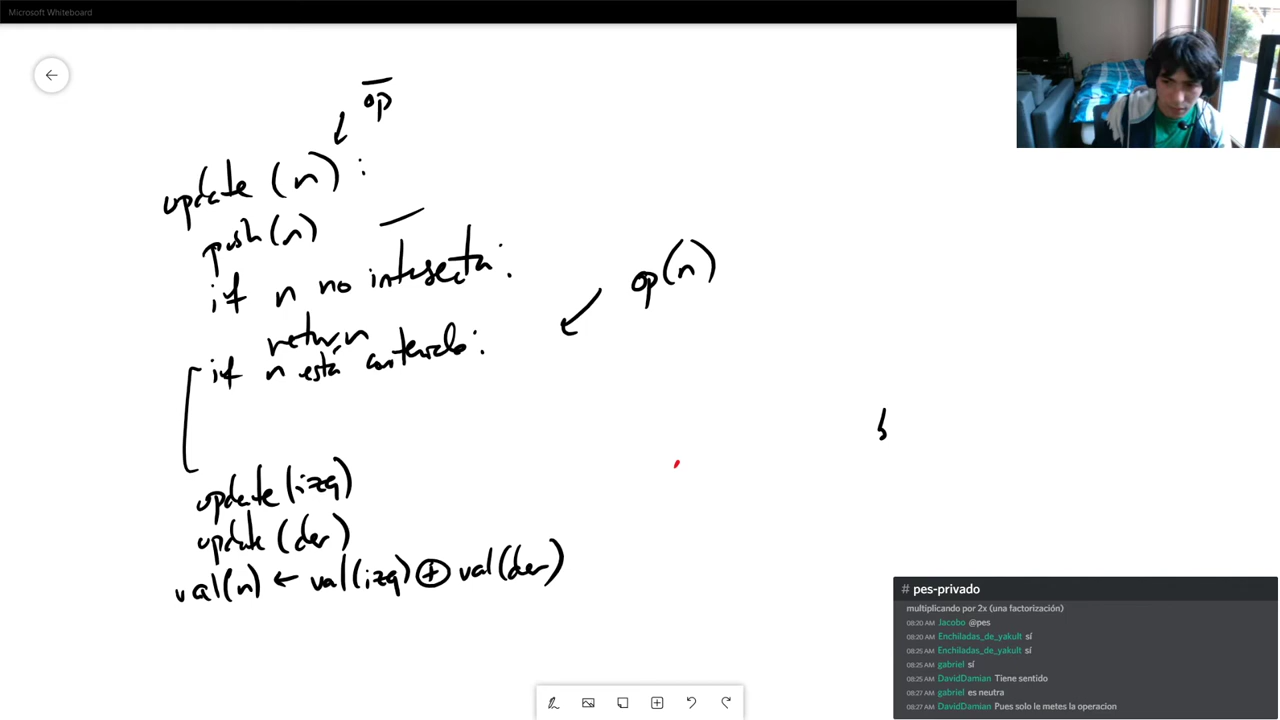 Microsoft Whiteboard
op
update (n) :
push(n)
if n no intersecta:
return
op(n)
if n está contenido:
update (izq)
update (der)
val(n) ← val(izq) ⊕ val(der)
# pes-privado
multiplicando por 2x (una factorización)
08:20 AM Jacobo @pes
08:20 AM Enchiladas_de_yakult sí
08:25 AM Enchiladas_de_yakult sí
08:25 AM gabriel sí
08:25 AM DavidDamian Tiene sentido
08:27 AM gabriel es neutra
08:27 AM DavidDamian Pues solo le metes la operacion